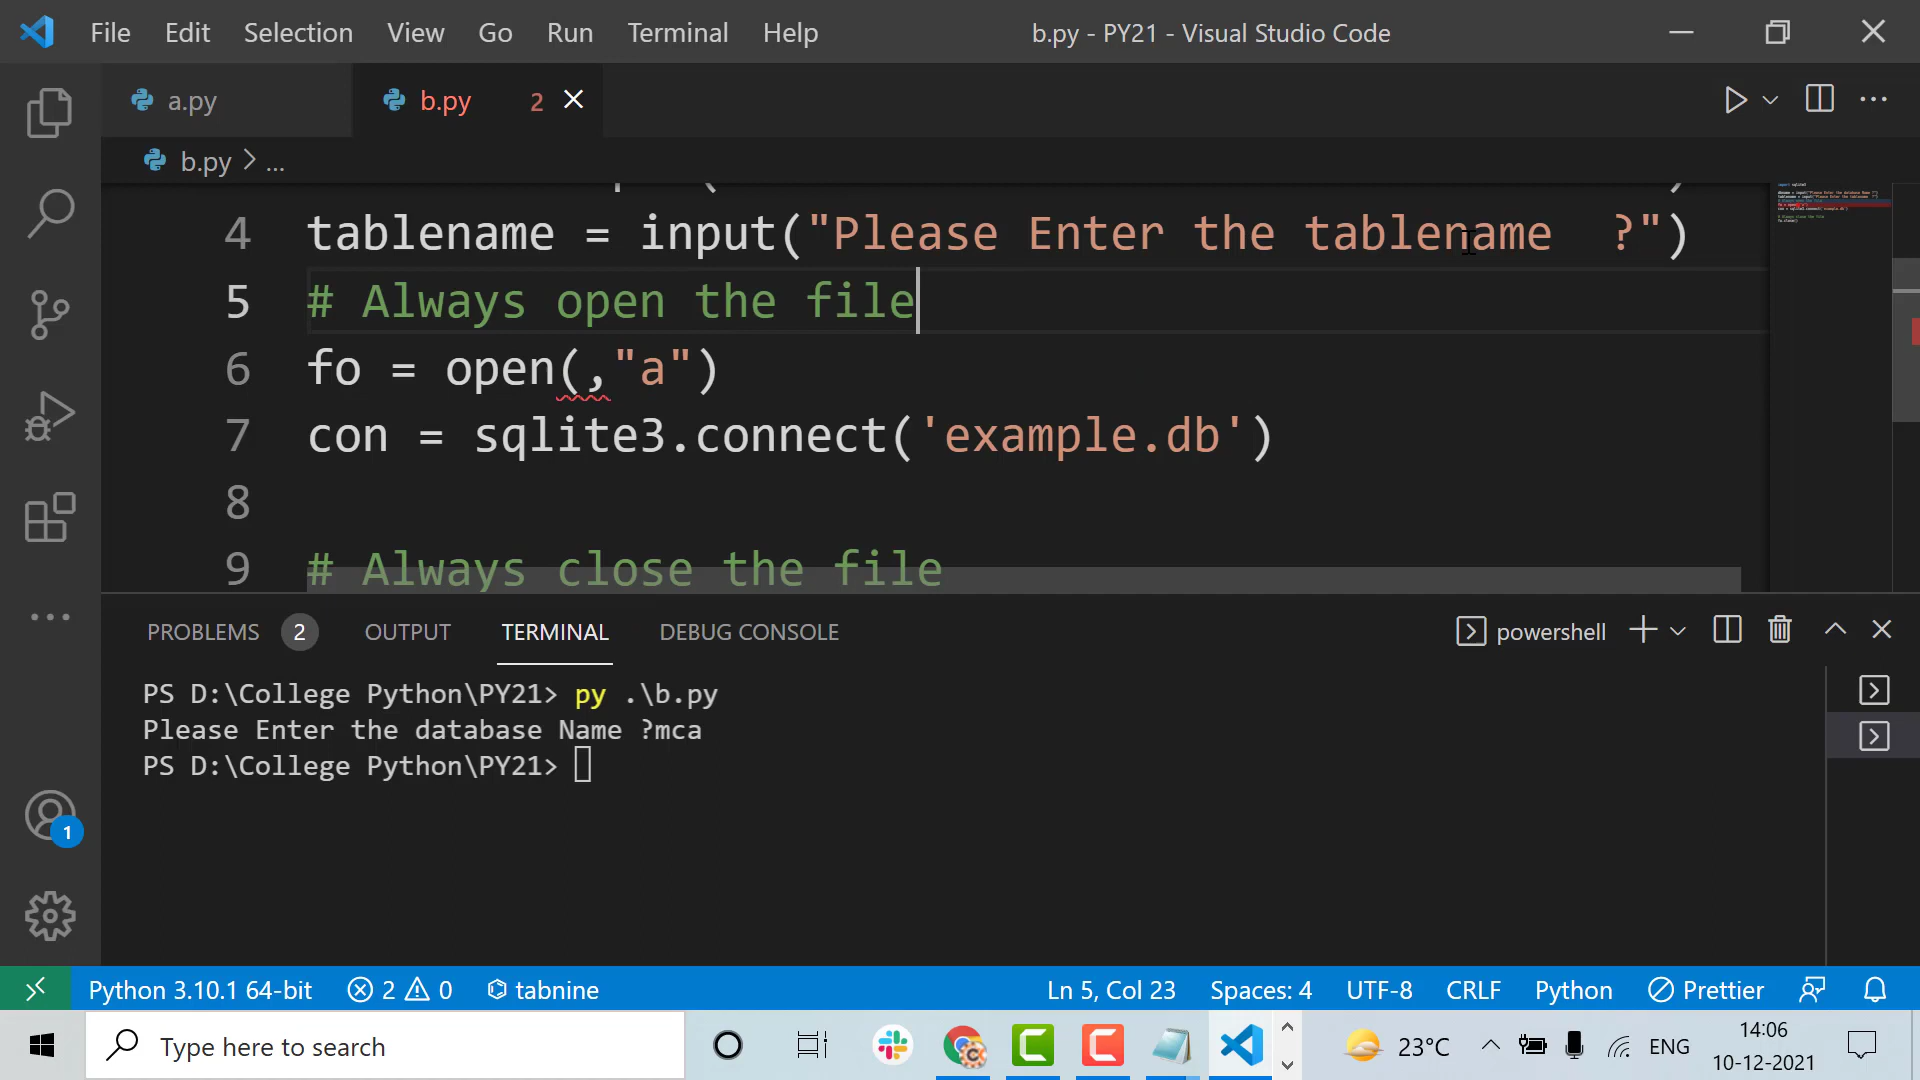 File Edit Selection View Go Run Terminal Help b.py - PY21 - Visual Studio Code
a.py b.py 2
b.py > ...
4 tablename = input("Please Enter the tablename  ?")
5 # Always open the file
6 fo = open(,"a")
7 con = sqlite3.connect('example.db')
8
9 # Always close the file
PROBLEMS 2 OUTPUT TERMINAL DEBUG CONSOLE powershell
PS D:\College Python\PY21> py .\b.py
Please Enter the database Name ?mca
PS D:\College Python\PY21>
1
Python 3.10.1 64-bit 2 0 tabnine Ln 5, Col 23 Spaces: 4 UTF-8 CRLF Python Prettier
Type here to search 23°C ENG 14:06
10-12-2021